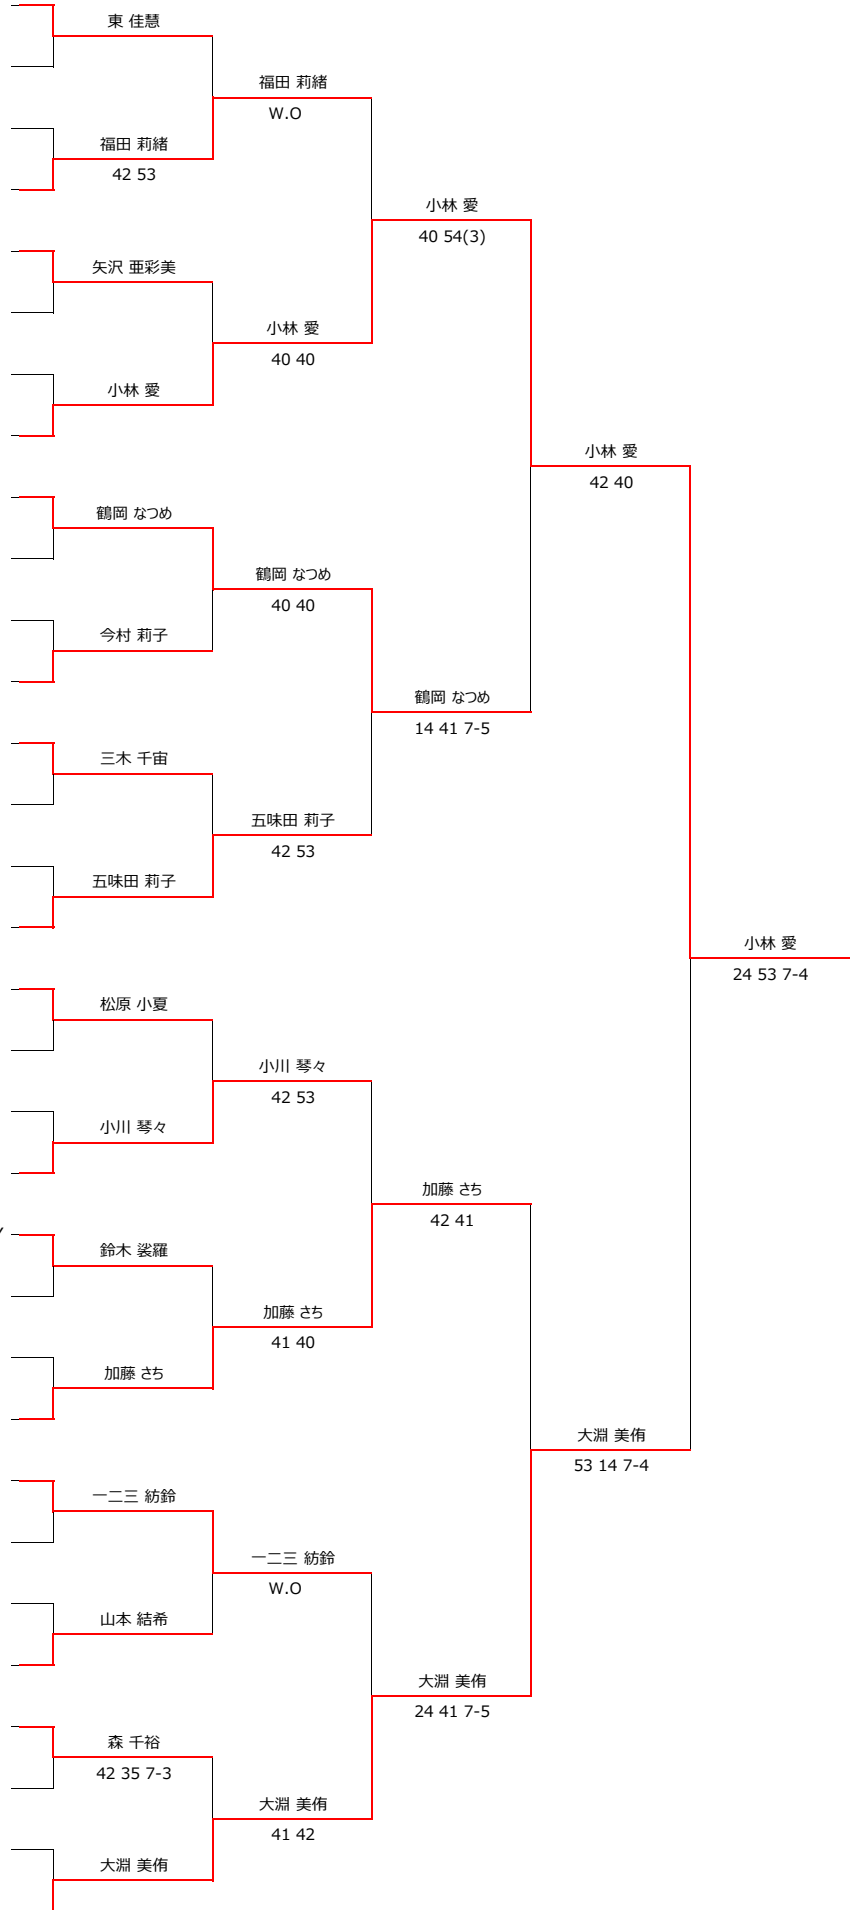 東 佳慧
福田 莉緒
W.O
福田 莉緒
42 53
小林 愛
40 54(3)
矢沢 亜彩美
小林 愛
40 40
小林 愛
小林 愛
42 40
鶴岡 なつめ
鶴岡 なつめ
40 40
今村 莉子
鶴岡 なつめ
14 41 7-5
三木 千宙
五味田 莉子
42 53
五味田 莉子
小林 愛
24 53 7-4
松原 小夏
小川 琴々
42 53
小川 琴々
加藤 さち
42 41
鈴木 裟羅
加藤 さち
41 40
加藤 さち
大淵 美侑
53 14 7-4
一二三 紡鈴
一二三 紡鈴
W.O
山本 結希
大淵 美侑
24 41 7-5
森 千裕
42 35 7-3
大淵 美侑
41 42
大淵 美侑